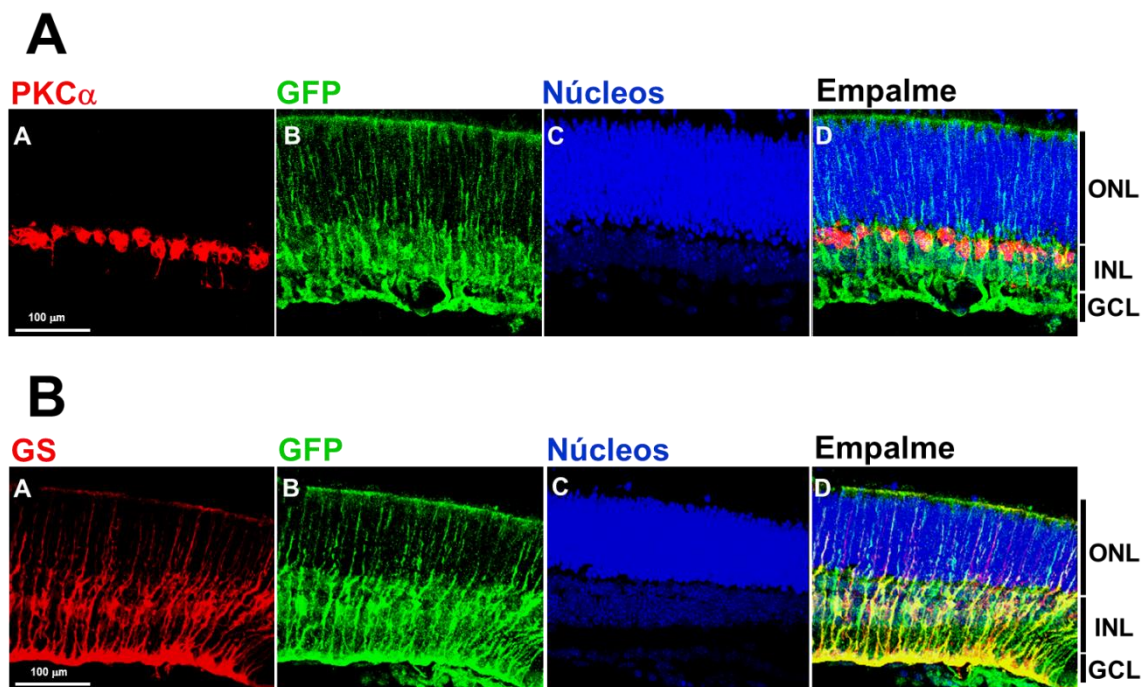 A
PKCα GFP Núcleos Empalme
A B C D
ONL
INL
GCL
100 µm
B
GS GFP Núcleos Empalme
A B C D
ONL
INL
GCL
100 µm